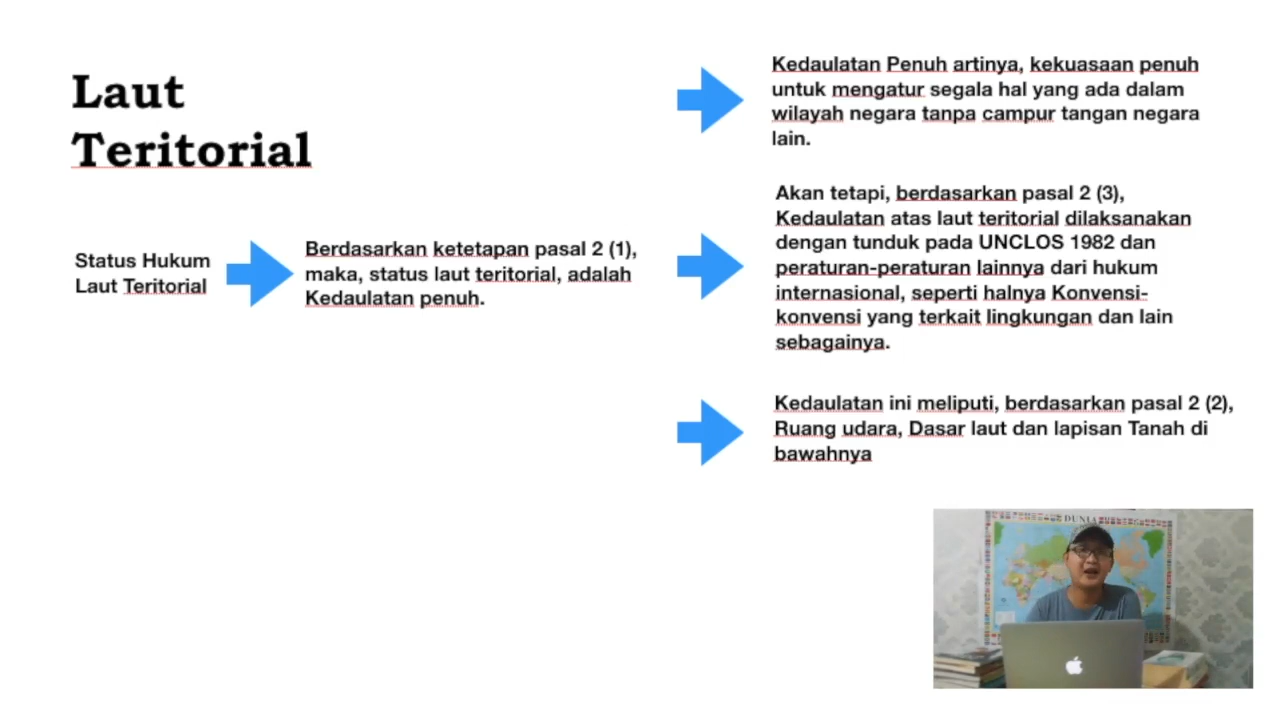 Laut
Teritorial
Status Hukum
Laut Teritorial
Berdasarkan ketetapan pasal 2 (1),
maka, status laut teritorial, adalah
Kedaulatan penuh.
Kedaulatan Penuh artinya, kekuasaan penuh
untuk mengatur segala hal yang ada dalam
wilayah negara tanpa campur tangan negara
lain.
Akan tetapi, berdasarkan pasal 2 (3),
Kedaulatan atas laut teritorial dilaksanakan
dengan tunduk pada UNCLOS 1982 dan
peraturan-peraturan lainnya dari hukum
internasional, seperti halnya Konvensi-
konvensi yang terkait lingkungan dan lain
sebagainya.
Kedaulatan ini meliputi, berdasarkan pasal 2 (2),
Ruang udara, Dasar laut dan lapisan Tanah di
bawahnya
DUNIA